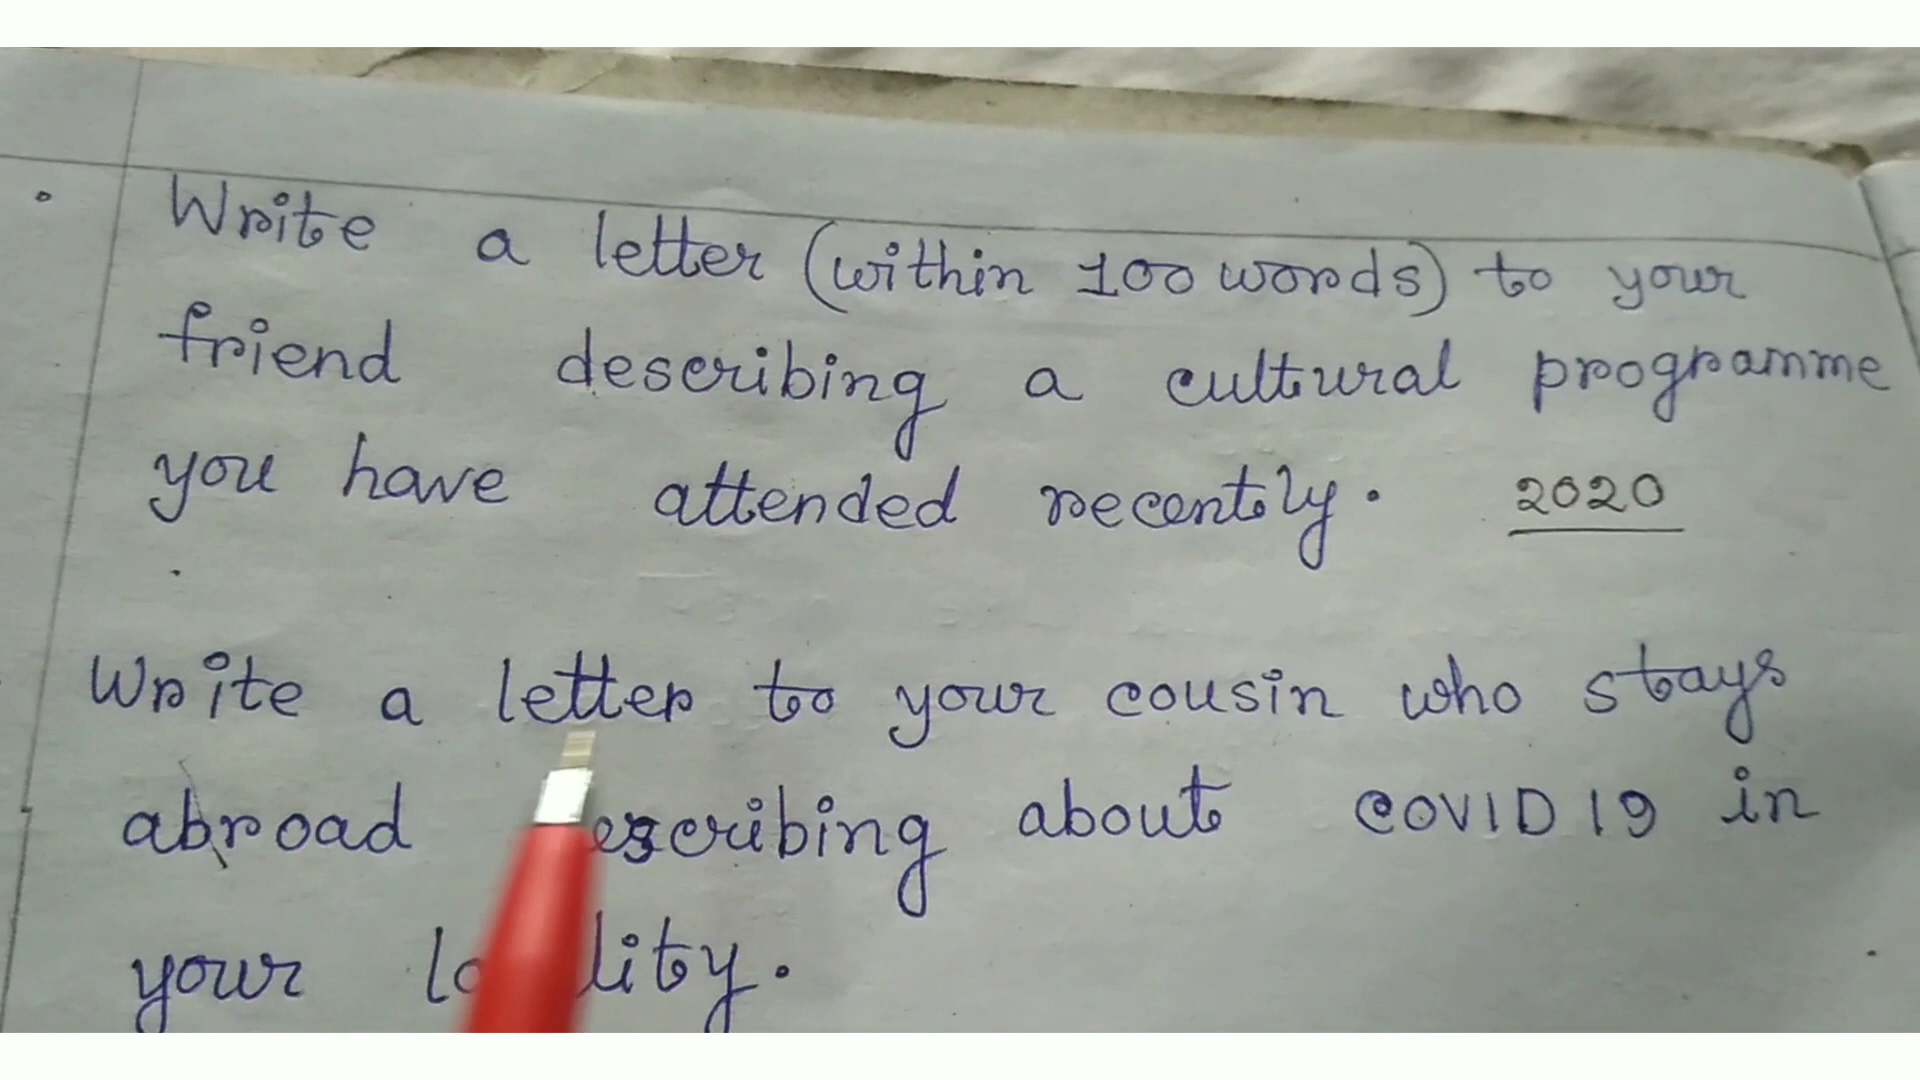 Write a letter (within 100 words) to your
friend describing a cultural programme
you have attended recently. 2020
Write a letter to your cousin who stays
abroad about COVID 19 in
your